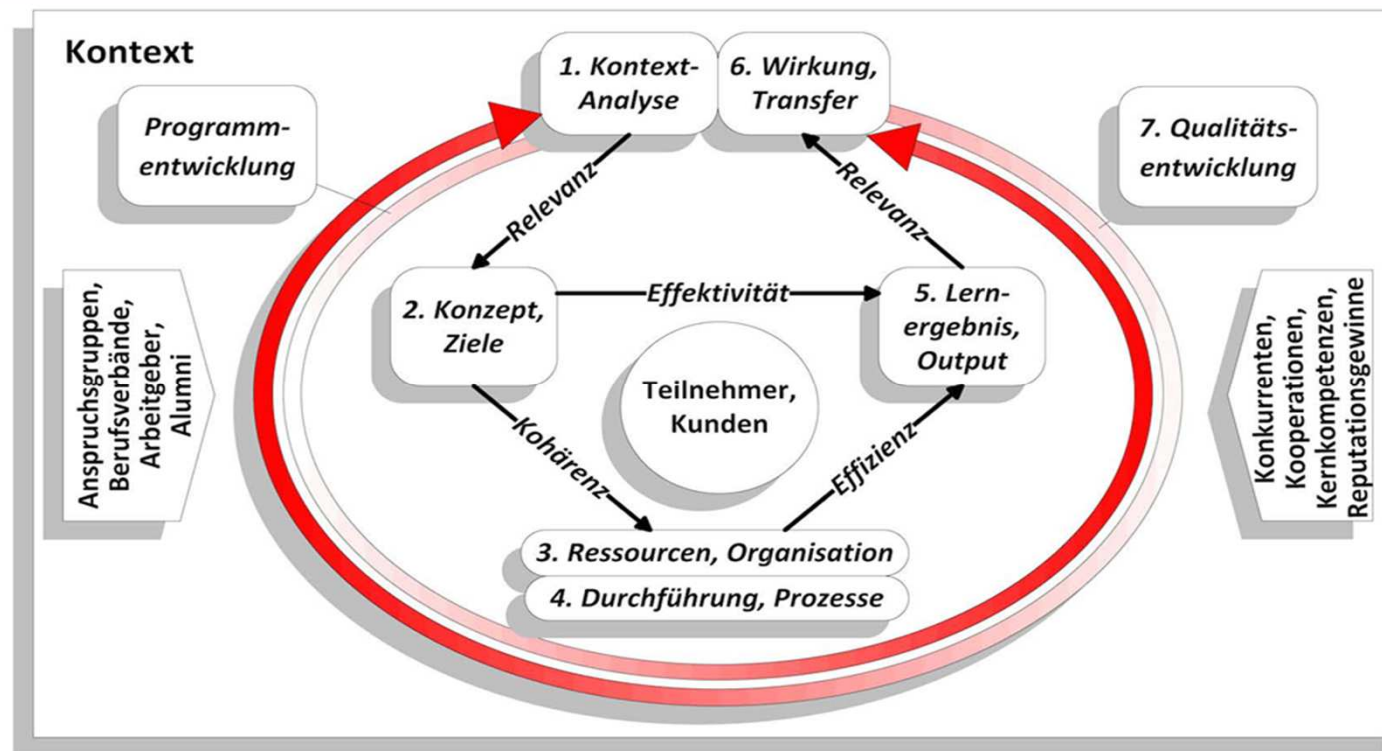 Kontext
1. Kontext-
Analyse
6. Wirkung,
Transfer
Programm-
entwicklung
7. Qualitäts-
entwicklung
Relevanz
Relevanz
2. Konzept,
Ziele
Effektivität
5. Lern-
ergebnis,
Output
Anspruchsgruppen,
Berufsverbände,
Arbeitgeber,
Alumni
Teilnehmer,
Kunden
Konkurrenten,
Kooperationen,
Kernkompetenzen,
Reputationsgewinne
Kohärenz
Effizienz
3. Ressourcen, Organisation
4. Durchführung, Prozesse